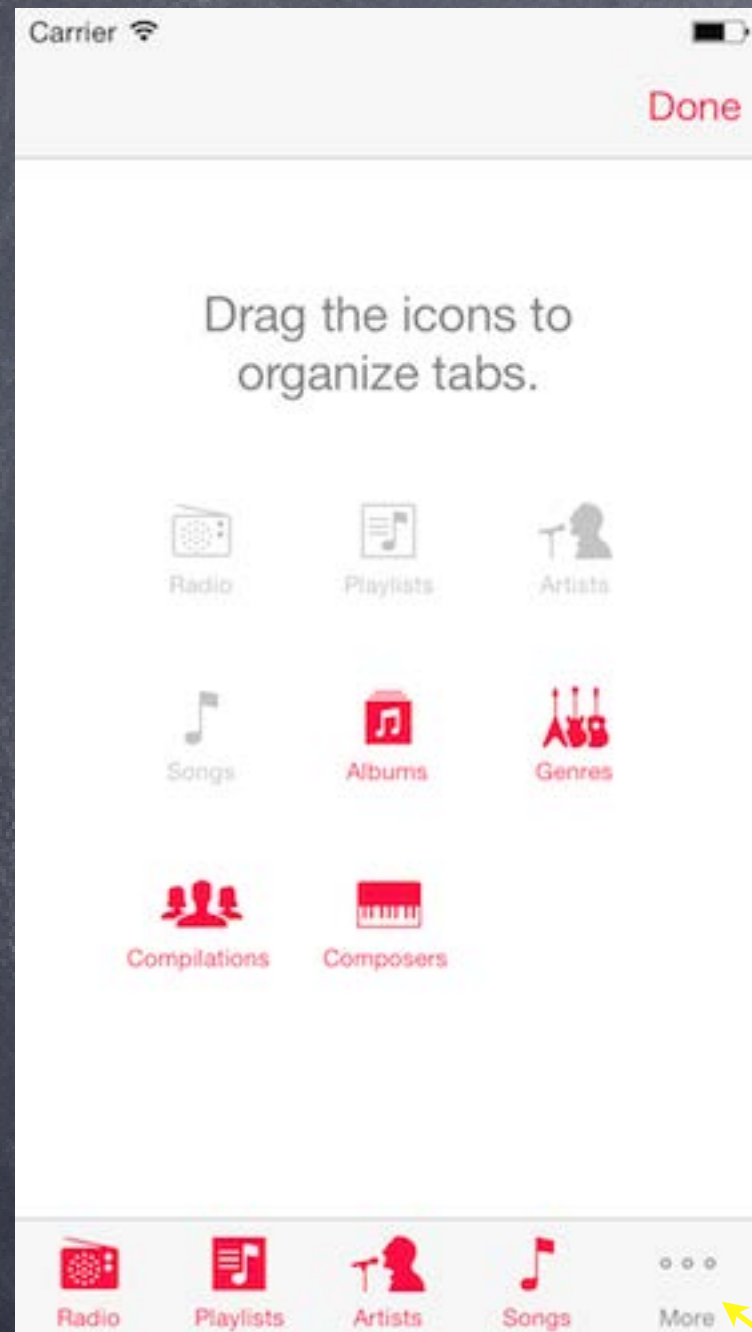 Carrier
Done
Drag the icons to
organize tabs.
Radio Playlists Artists
Songs Albums Genres
Compilations Composers
Radio Playlists Artists Songs More